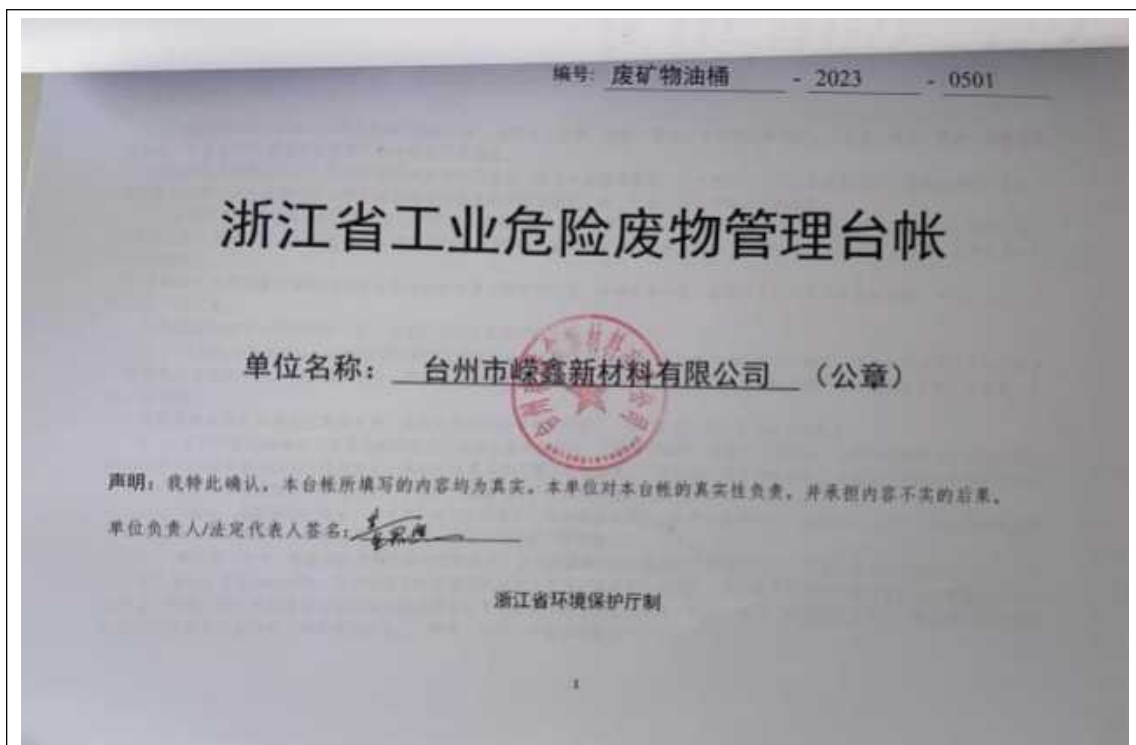 编号: 废矿物油桶 - 2023 - 0501
浙江省工业危险废物管理台帐
单位名称: 台州市嵘鑫新材料有限公司 (公章)
声明: 我特此确认, 本台帐所填写的内容均为真实。本单位对本台帐的真实性负责, 并承担内容不实的后果。
单位负责人/法定代表人签名:
浙江省环境保护厅制
1